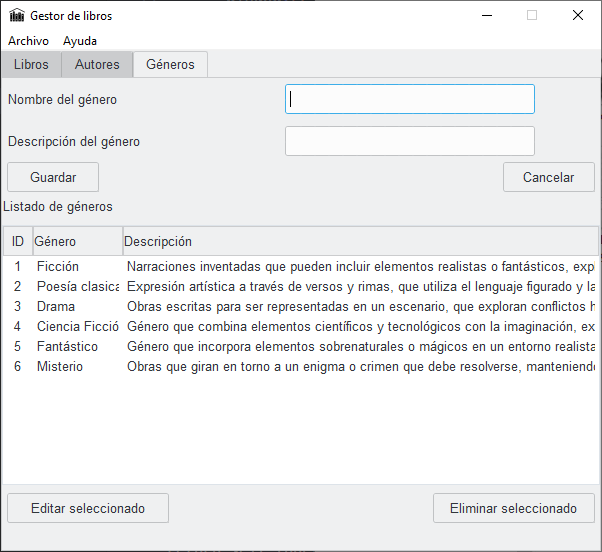 Gestor de libros
Archivo Ayuda
Libros Autores Géneros
Nombre del género
Descripción del género
Guardar Cancelar
Listado de géneros
ID Género Descripción
1 Ficción Narraciones inventadas que pueden incluir elementos realistas o fantásticos, exp
2 Poesía clasica Expresión artística a través de versos y rimas, que utiliza el lenguaje figurado y la
3 Drama Obras escritas para ser representadas en un escenario, que exploran conflictos h
4 Ciencia Ficció Género que combina elementos científicos y tecnológicos con la imaginación, ex
5 Fantástico Género que incorpora elementos sobrenaturales o mágicos en un entorno realista
6 Misterio Obras que giran en torno a un enigma o crimen que debe resolverse, manteniend
Editar seleccionado Eliminar seleccionado